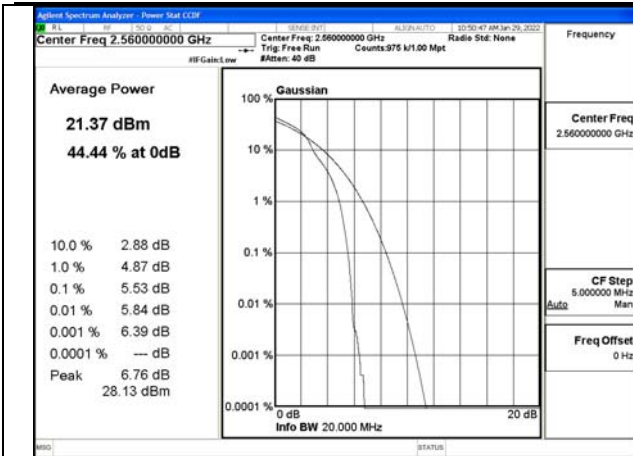 Agilent Spectrum Analyzer - Power Stat CCDF
RL RF 50 Ω AC SENSE:INT ALIGN AUTO 10:50:47 AM Jan 29, 2022
Center Freq 2.560000000 GHz
Center Freq: 2.560000000 GHz
Radio Std: None
Trig: Free Run Counts:975 k/1.00 Mpt
#IFGain:Low #Atten: 40 dB
Frequency
Average Power
21.37 dBm
44.44 % at 0dB
10.0 % 2.88 dB
1.0 % 4.87 dB
0.1 % 5.53 dB
0.01 % 5.84 dB
0.001 % 6.39 dB
0.0001 % --- dB
Peak 6.76 dB
28.13 dBm
Gaussian
100 %
10 %
1 %
0.1 %
0.01 %
0.001 %
0.0001 %
0 dB 20 dB
Info BW 20.000 MHz
Center Freq
2.560000000 GHz
CF Step
5.000000 MHz
Auto Man
Freq Offset
0 Hz
MSG STATUS